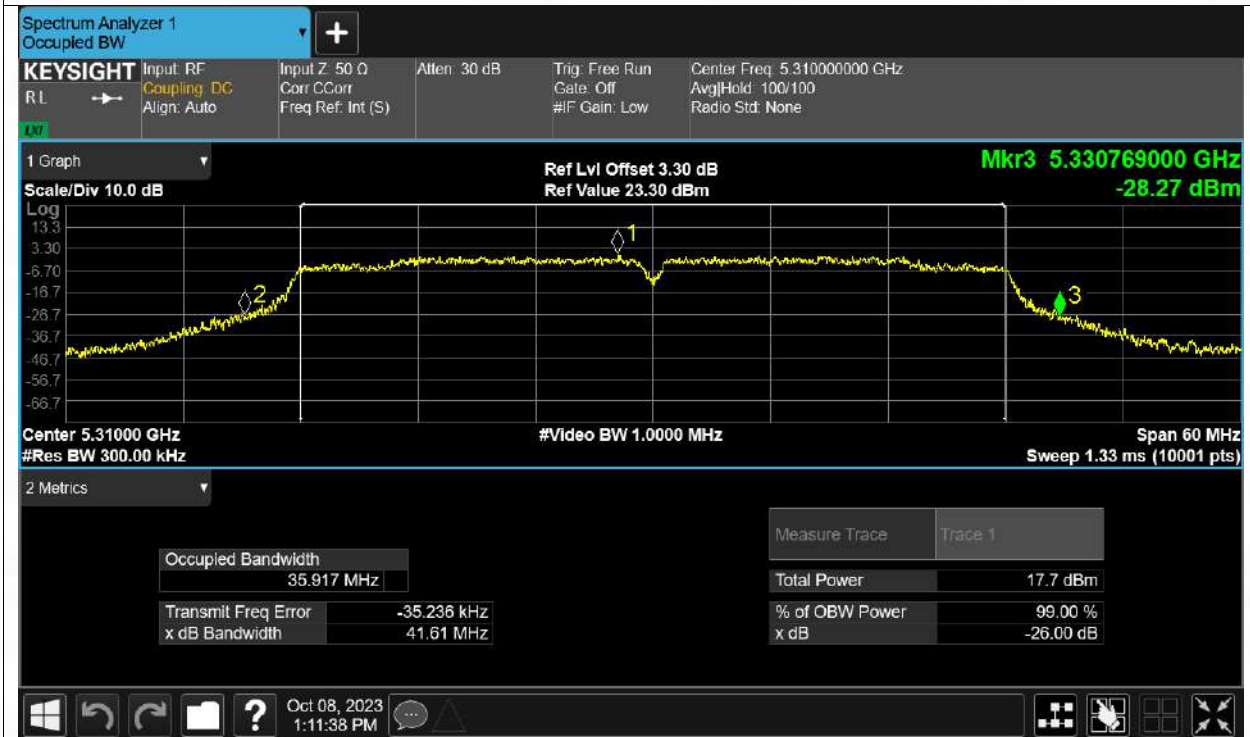 Spectrum Analyzer 1
Occupied BW
+
KEYSIGHT
RL
LXI
Input: RF
Coupling: DC
Align: Auto
Input Z: 50 Ω
Corr CCorr
Freq Ref: Int (S)
Atten: 30 dB
Trig: Free Run
Gate: Off
#IF Gain: Low
Center Freq: 5.310000000 GHz
Avg|Hold: 100/100
Radio Std: None
1 Graph
Scale/Div 10.0 dB
Ref Lvl Offset 3.30 dB
Ref Value 23.30 dBm
Mkr3 5.330769000 GHz
-28.27 dBm
Log
13.3
3.30
-6.70
-16.7
-26.7
-36.7
-46.7
-56.7
-66.7
1
2
3
Center 5.31000 GHz
#Res BW 300.00 kHz
#Video BW 1.0000 MHz
Span 60 MHz
Sweep 1.33 ms (10001 pts)
2 Metrics
Measure Trace Trace 1
Occupied Bandwidth
35.917 MHz
Total Power 17.7 dBm
Transmit Freq Error -35.236 kHz
% of OBW Power 99.00 %
x dB Bandwidth 41.61 MHz
x dB -26.00 dB
?
Oct 08, 2023
1:11:38 PM